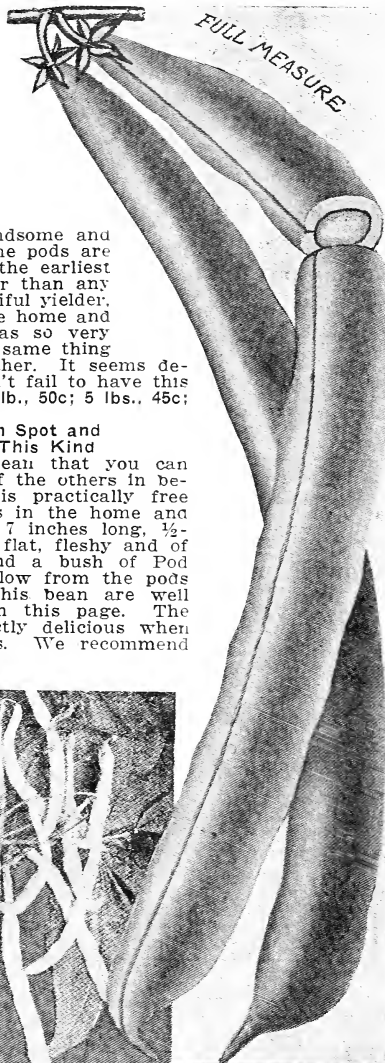 FULL MEASURE
ndsome and
ne pods are
the earliest
r than any
iful yielder,
e home and
as so very
same thing
her. It seems de-
't fail to have this
lb., 50c; 5 lbs., 45c;
n Spot and
This Kind
ean that you can
f the others in be-
is practically free
s in the home and
7 inches long, ½-
flat, fleshy and of
nd a bush of Pod
low from the pods
his bean are well
n this page. The
ctly delicious when
s. We recommend